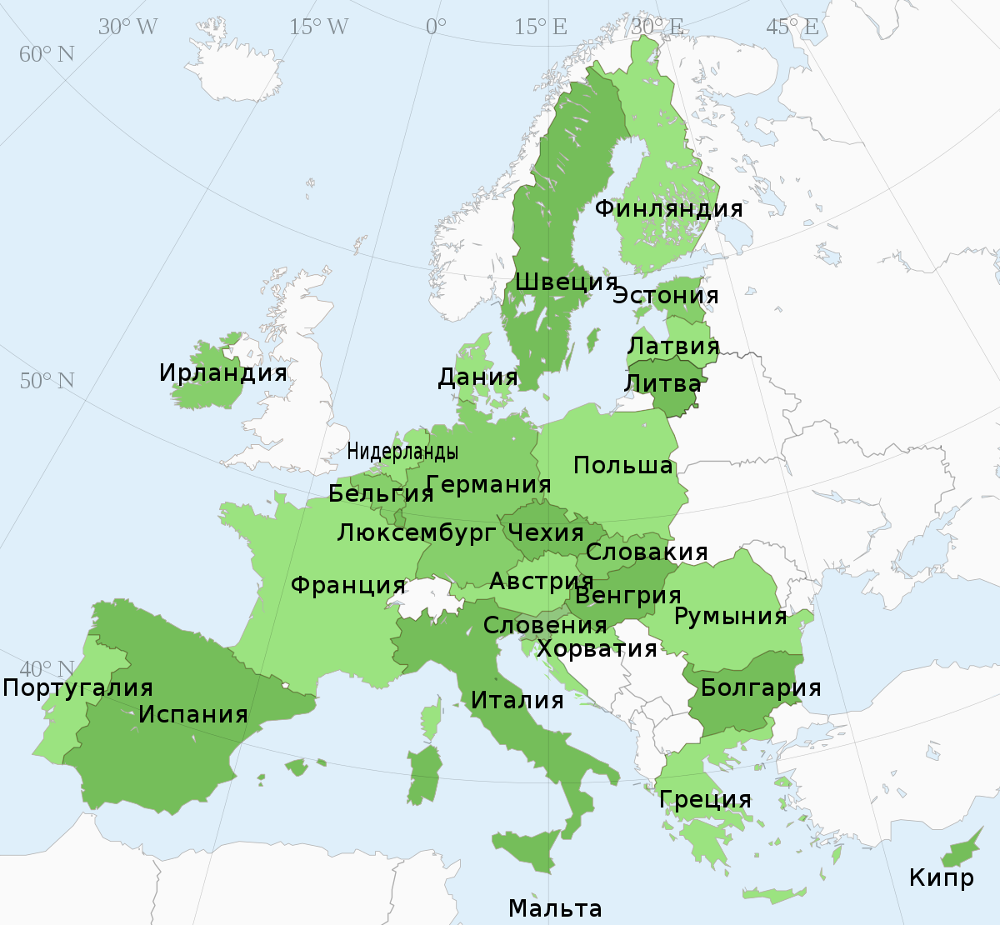 30° W
15° W
0°
15° E
30° E
45° E
60° N
Финляндия
Швеция
Эстония
Латвия
Ирландия
Дания
50° N
Литва
Нидерланды
Польша
Германия
Бельгия
Люксембург
Чехия
Словакия
Австрия
Франция
Венгрия
Румыния
Словения
Хорватия
40° N
Португалия
Болгария
Италия
Испания
Греция
Кипр
Мальта